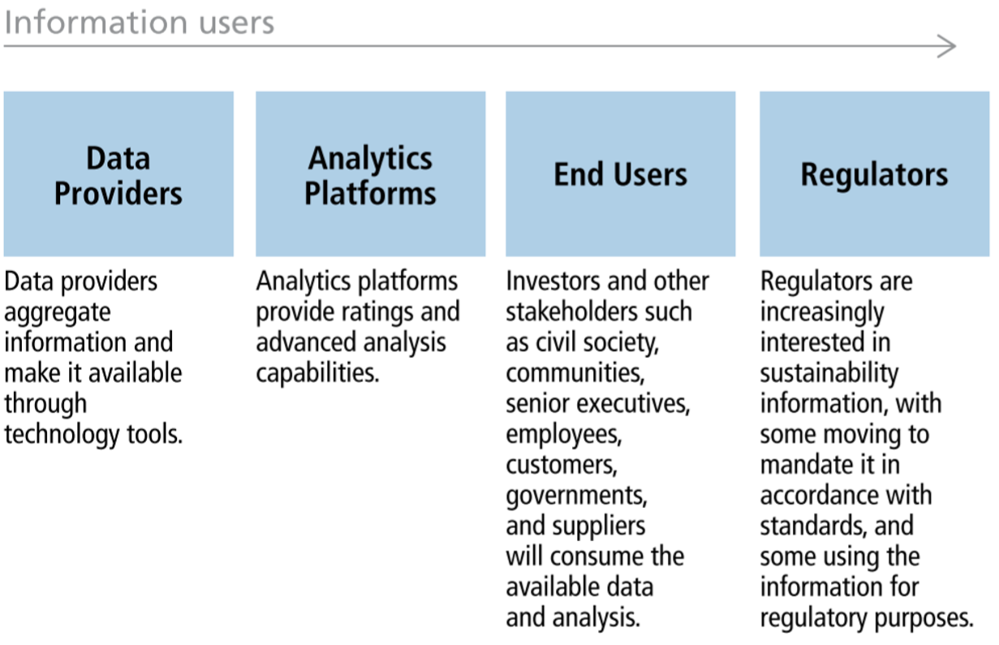 Information users
Data
Providers
Data providers
aggregate
information and
make it available
through
technology tools.
Analytics
Platforms
Analytics platforms
provide ratings and
advanced analysis
capabilities.
End Users
Investors and other
stakeholders such
as civil society,
communities,
senior executives,
employees,
customers,
governments,
and suppliers
will consume the
available data
and analysis.
Regulators
Regulators are
increasingly
interested in
sustainability
information, with
some moving to
mandate it in
accordance with
standards, and
some using the
information for
regulatory purposes.